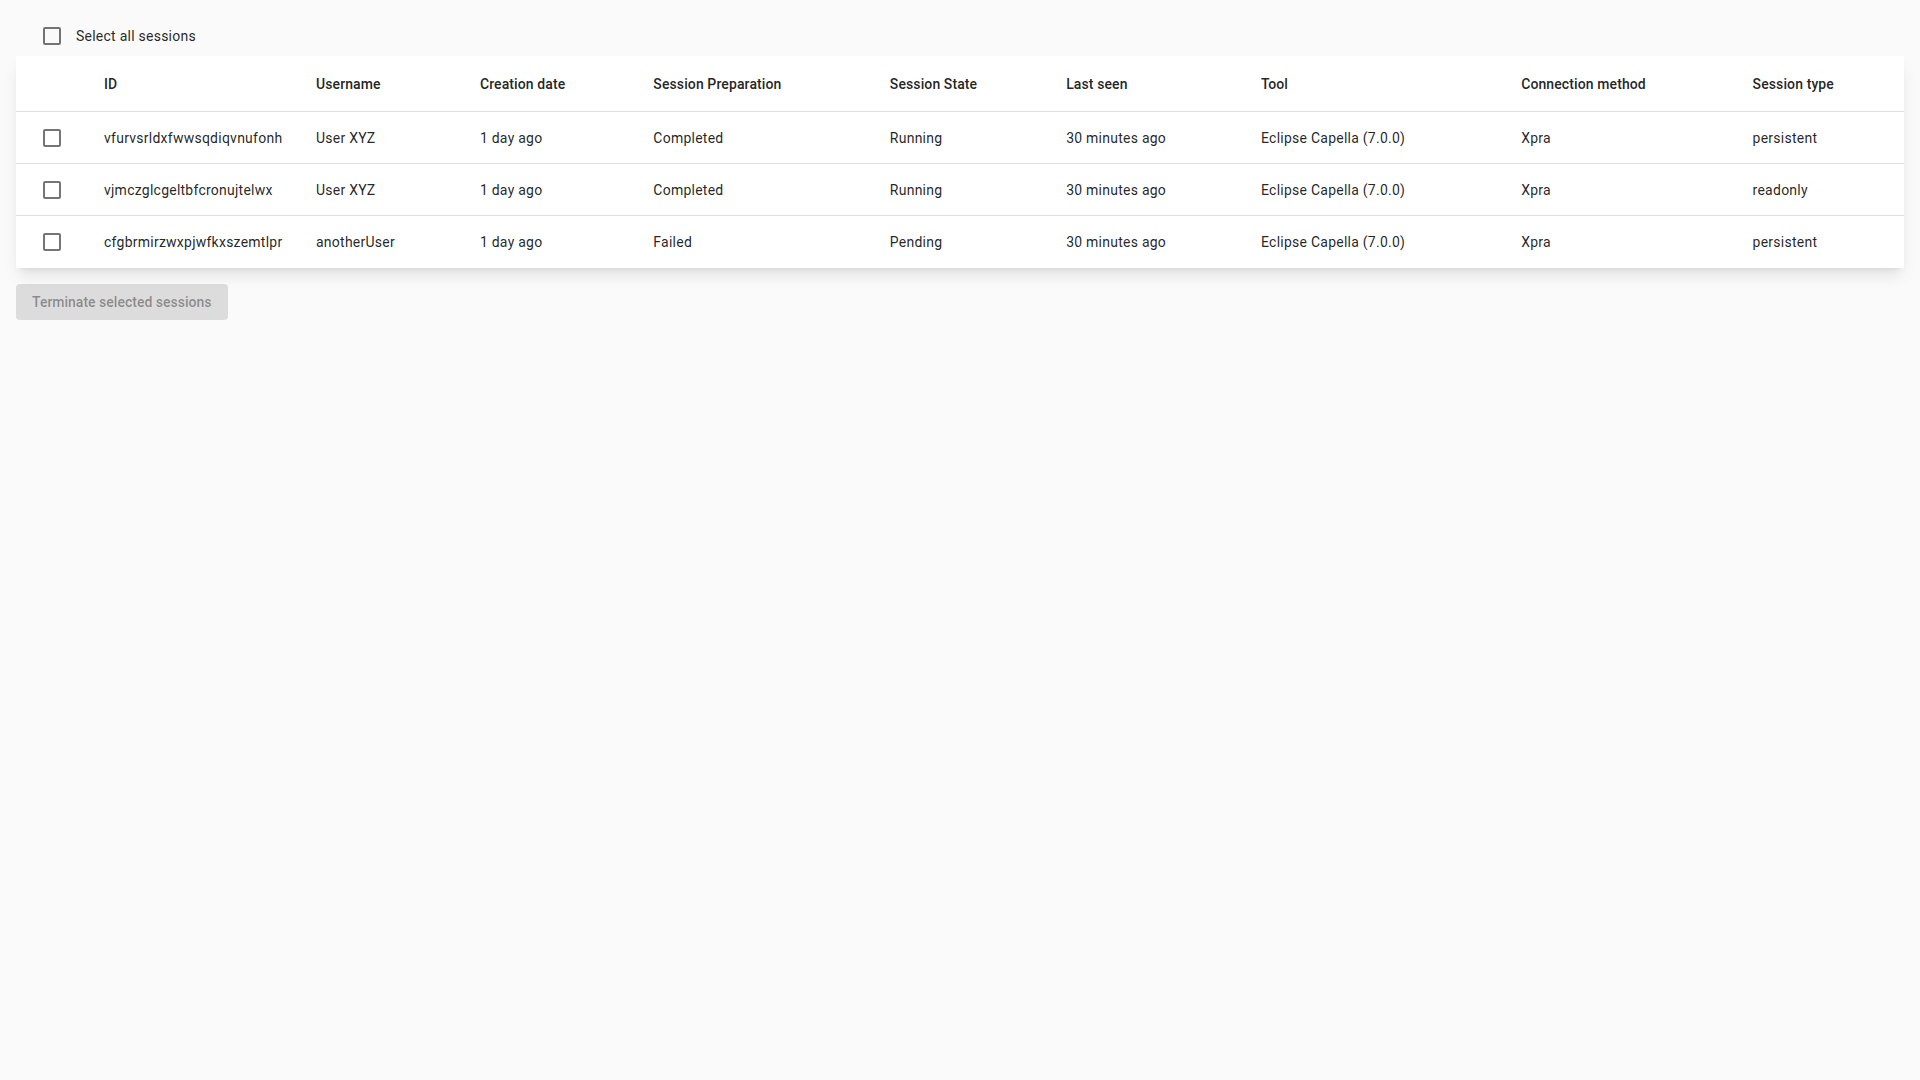 Select all sessions
ID Username Creation date Session Preparation Session State Last seen Tool Connection method Session type
vfurvsrldxfwwsqdiqvnufonh User XYZ 1 day ago Completed Running 30 minutes ago Eclipse Capella (7.0.0) Xpra persistent
vjmczglcgeltbfcronujtelwx User XYZ 1 day ago Completed Running 30 minutes ago Eclipse Capella (7.0.0) Xpra readonly
cfgbrmirzwxpjwfkxszemtlpr anotherUser 1 day ago Failed Pending 30 minutes ago Eclipse Capella (7.0.0) Xpra persistent
Terminate selected sessions